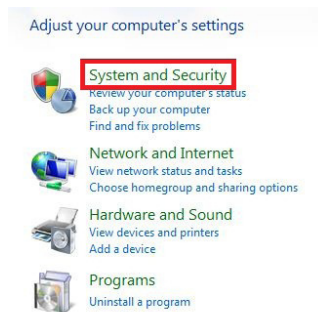 Adjust your computer's settings
System and Security
Review your computer's status
Back up your computer
Find and fix problems
Network and Internet
View network status and tasks
Choose homegroup and sharing options
Hardware and Sound
View devices and printers
Add a device
Programs
Uninstall a program